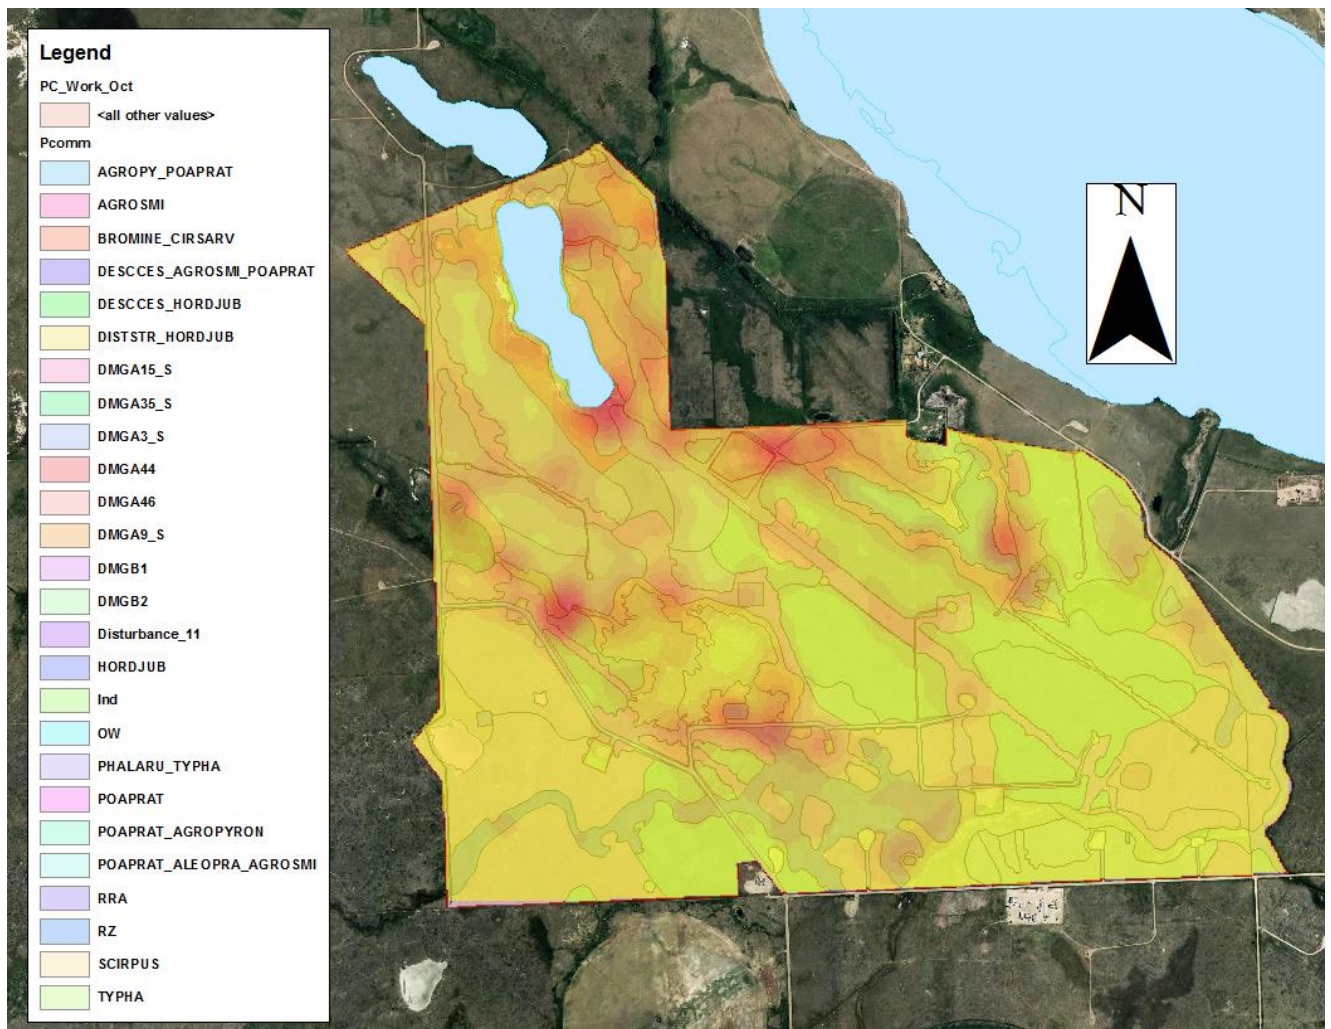 Legend
PC_Work_Oct
<all other values>
Pcomm
AGROPY_POAPRAT
AGROSMI
BROMINE_CIRSARV
DESCCES_AGROSMI_POAPRAT
DESCCES_HORDJUB
DISTSTR_HORDJUB
DMGA15_S
DMGA35_S
DMGA3_S
DMGA44
DMGA46
DMGA9_S
DMGB1
DMGB2
Disturbance_11
HORDJUB
Ind
OW
PHALARU_TYPHA
POAPRAT
POAPRAT_AGROPYRON
POAPRAT_ALEOPRA_AGROSMI
RRA
RZ
SCIRPUS
TYPHA
N